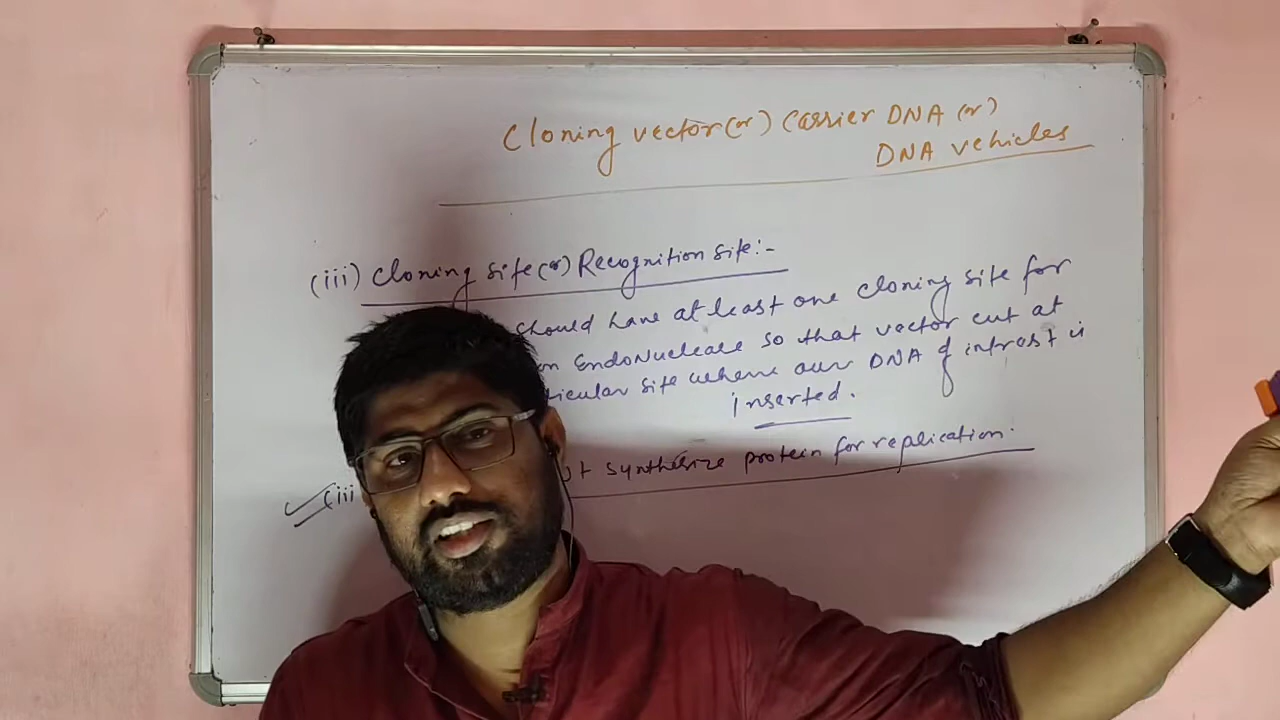 Cloning vector (or) Carrier DNA (or)
DNA vehicles
(iii) Cloning site (or) Recognition site:-
should have at least one cloning site for
Endonuclease so that vector cut at
site where our DNA of intrest is
Inserted.
(iii synthesize protein for replication.